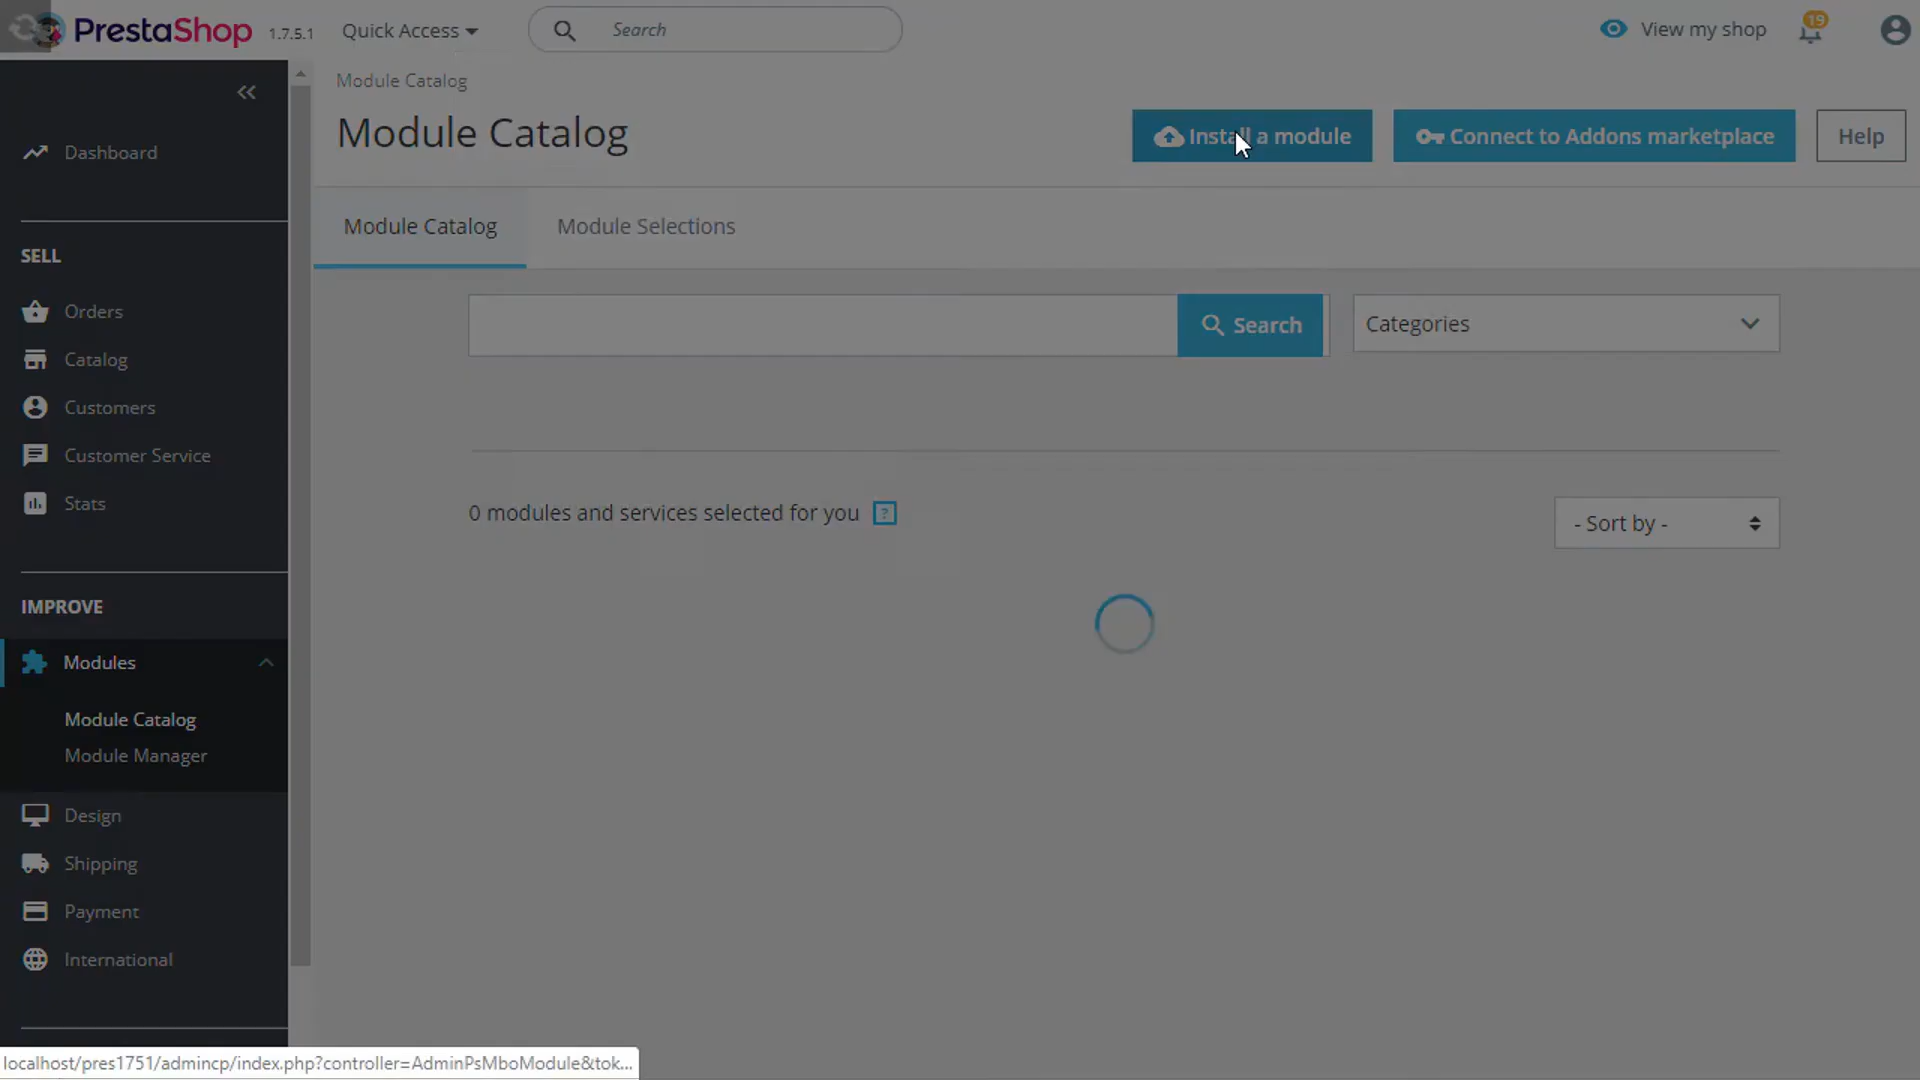 PrestaShop 1.7.5.1 Quick Access Search View my shop 19
Module Catalog
Module Catalog
Install a module Connect to Addons marketplace Help
Dashboard
Module Catalog Module Selections
SELL
Orders
Catalog
Customers
Customer Service
Stats
Search Categories
0 modules and services selected for you ?
- Sort by -
IMPROVE
Modules
Module Catalog
Module Manager
Design
Shipping
Payment
International
localhost/pres1751/admincp/index.php?controller=AdminPsMboModule&tok...